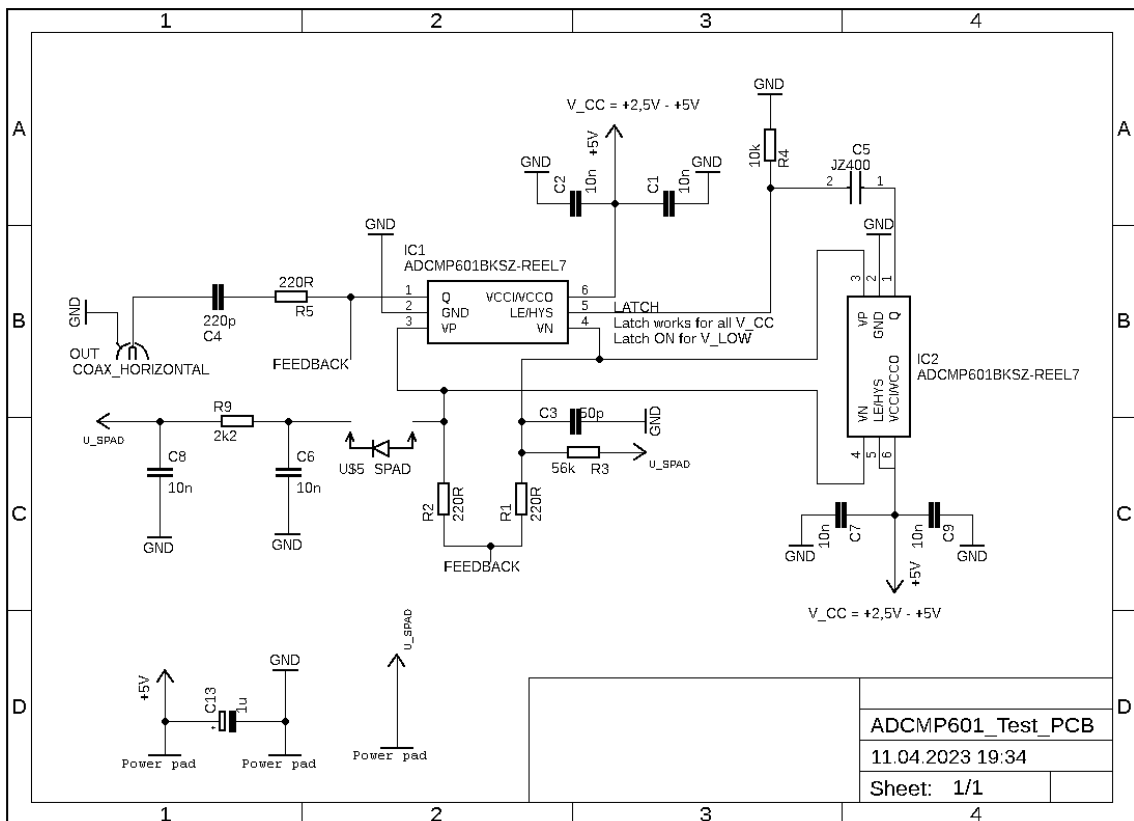 1 2 3 4
A A
GND
V_CC = +2,5V - +5V
+5V
10k
R4
C5
JZ400
2 1
GND
C2
10n
C1
10n
GND
GND
GND
IC1
ADCMP601BKSZ-REEL7
3 2 1
220R
R5
1 Q VCCI/VCCO 6
2 GND LE/HYS 5
3 VP VN 4
LATCH
Latch works for all V_CC
Latch ON for V_LOW
VP
GND
Q
B B
GND
220p
C4
OUT
COAX_HORIZONTAL
FEEDBACK
IC2
ADCMP601BKSZ-REEL7
VN
LE/HYS
VCCI/VCCO
R9
2k2
U_SPAD
C3 50p
GND
4 5 6
C8
10n
C6
10n
U$5 SPAD
56k R3
U_SPAD
R2
220R
R1
220R
C C
GND
GND
FEEDBACK
10n
C7
10n
C9
GND
GND
+5V
V_CC = +2,5V - +5V
U_SPAD
+5V
C13
1u
+
GND
D D
Power pad
Power pad
Power pad
ADCMP601_Test_PCB
11.04.2023 19:34
Sheet: 1/1
1 2 3 4